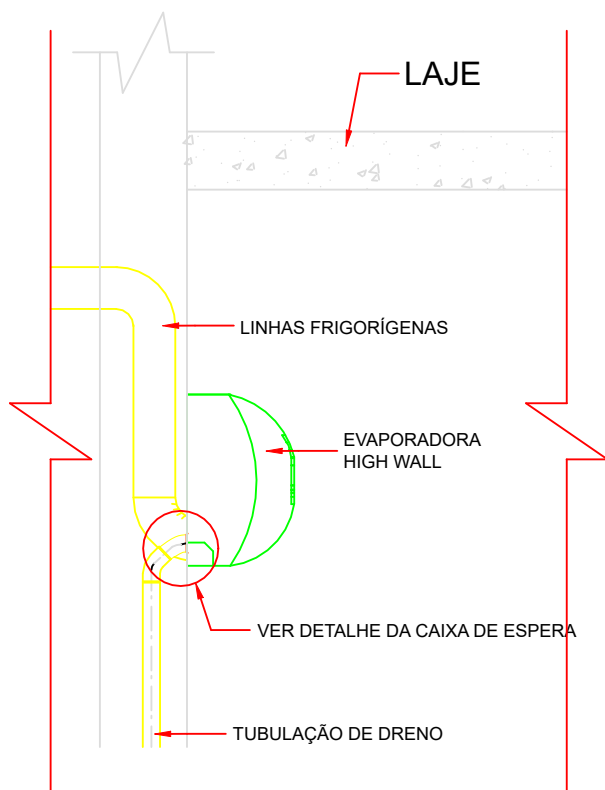 LAJE
LINHAS FRIGORÍGENAS
EVAPORADORA
HIGH WALL
VER DETALHE DA CAIXA DE ESPERA
TUBULAÇÃO DE DRENO